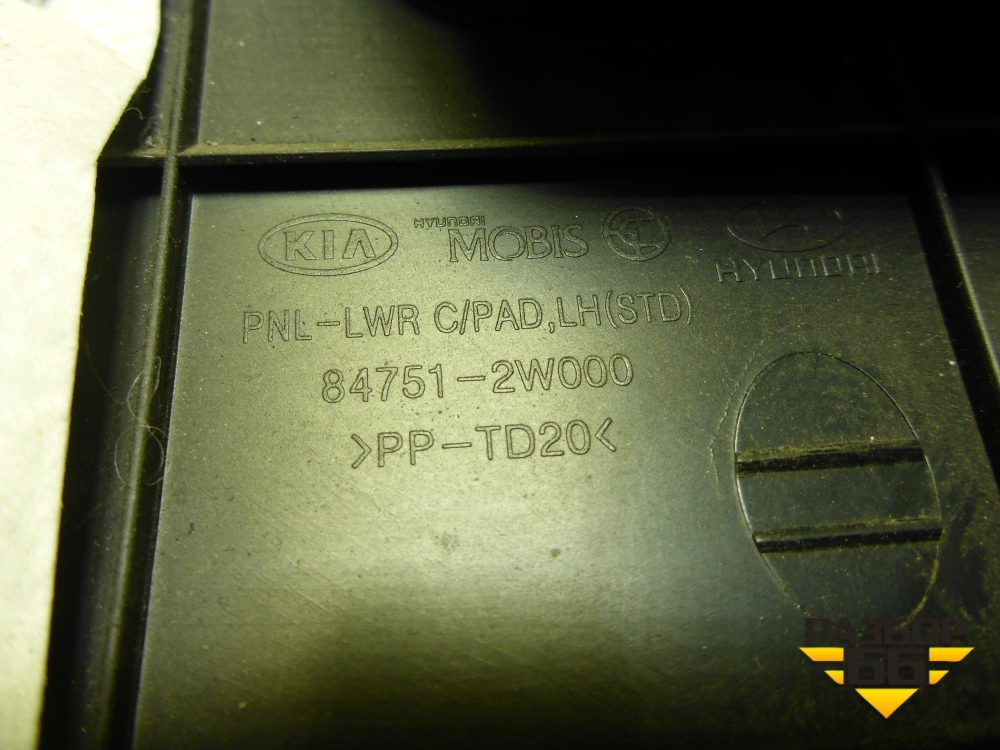 KIA HYUNDAI MOBIS HYUNDAI
PNL-LWR C/PAD,LH(STD)
84751-2W000
>PP-TD20<
РАЗБОР
66